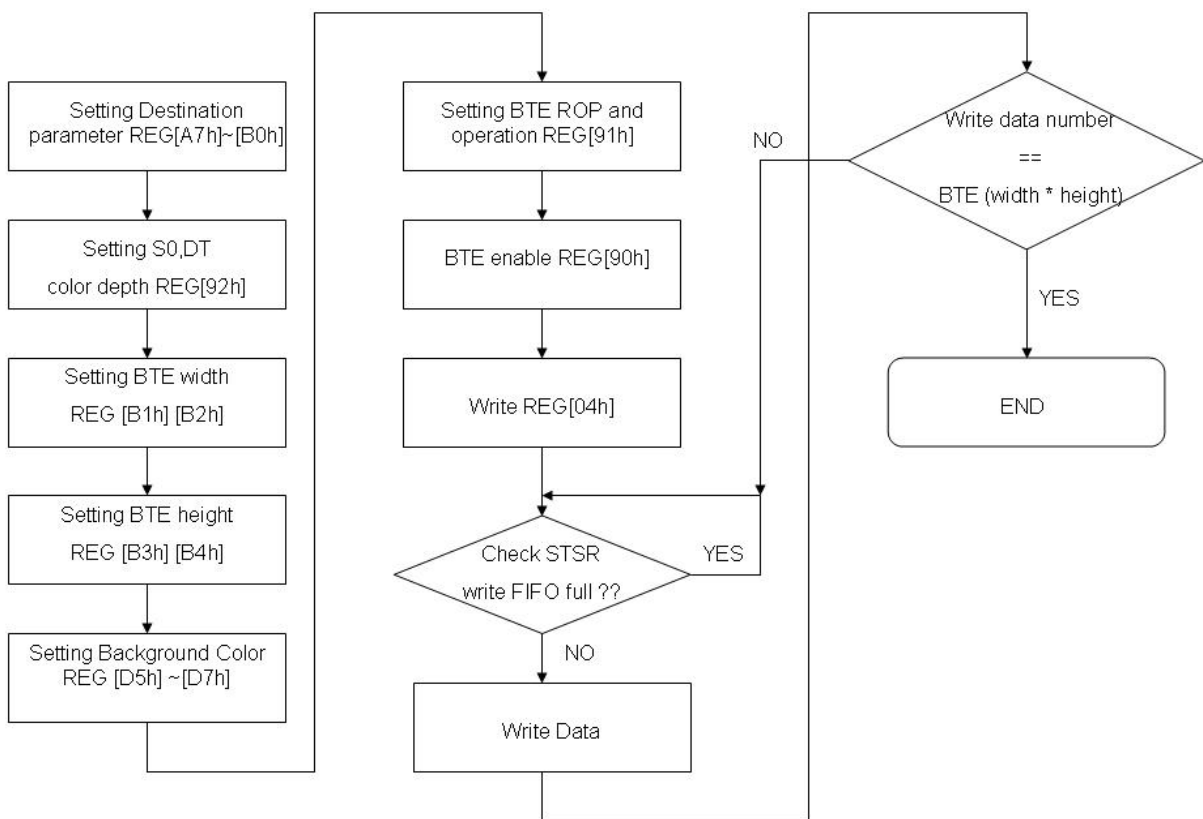 Setting Destination
parameter REG[A7h]~[B0h]
Setting S0,DT
color depth REG[92h]
Setting BTE width
REG [B1h] [B2h]
Setting BTE height
REG [B3h] [B4h]
Setting Background Color
REG [D5h] ~[D7h]
Setting BTE ROP and
operation REG[91h]
BTE enable REG[90h]
Write REG[04h]
Check STSR
write FIFO full ??
YES
NO
Write Data
Write data number
==
BTE (width * height)
NO
YES
END